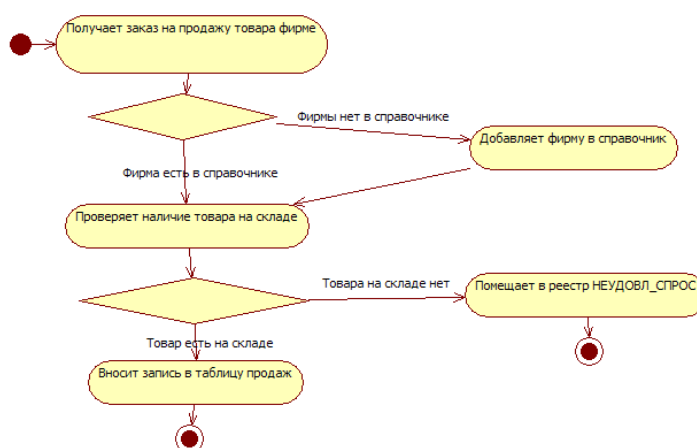 Получает заказ на продажу товара фирме
Фирмы нет в справочнике
Добавляет фирму в справочник
Фирма есть в справочнике
Проверяет наличие товара на складе
Товара на складе нет
Помещает в реестр НЕУДОВЛ_СПРОС
Товар есть на складе
Вносит запись в таблицу продаж